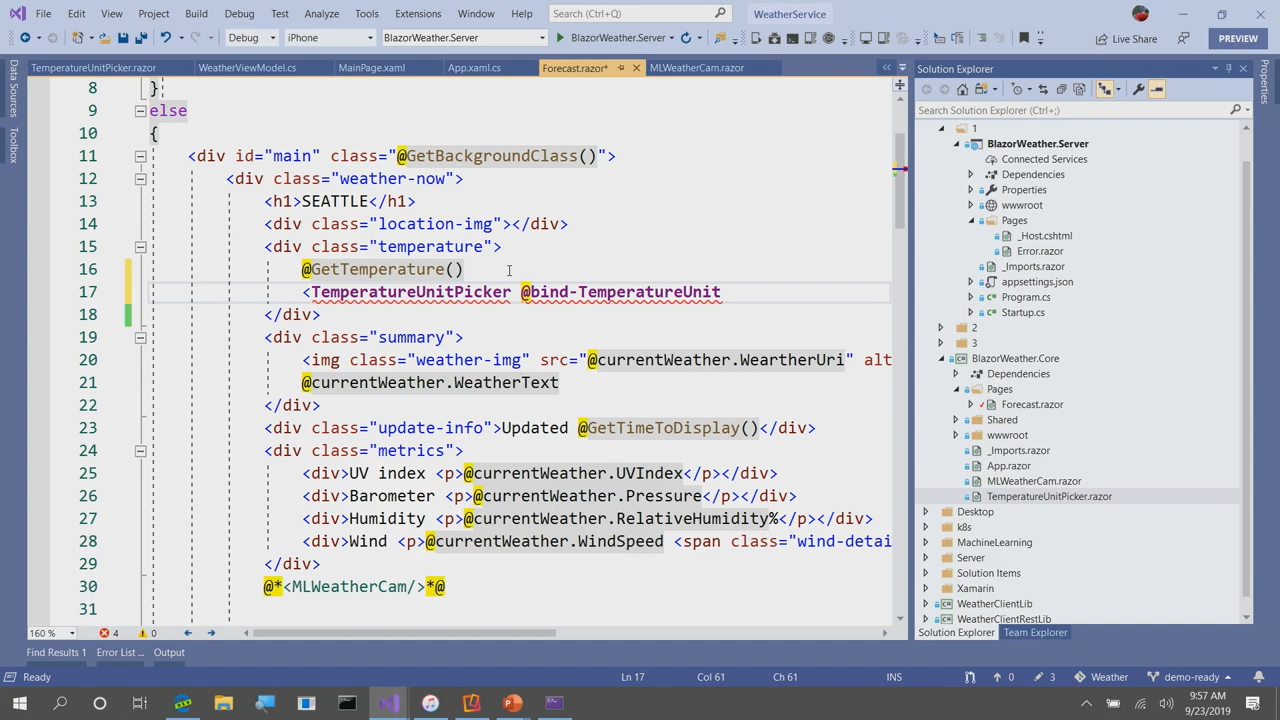 File Edit View Project Build Debug Test Analyze Tools Extensions Window Help Search (Ctrl+Q) WeatherService
Debug iPhone BlazorWeather.Server BlazorWeather.Server Live Share PREVIEW
TemperatureUnitPicker.razor WeatherViewModel.cs MainPage.xaml App.xaml.cs Forecast.razor* MLWeatherCam.razor
Data Sources
Toolbox
8 }
9 else
10 {
11 <div id="main" class="@GetBackgroundClass()">
12 <div class="weather-now">
13 <h1>SEATTLE</h1>
14 <div class="location-img"></div>
15 <div class="temperature">
16 @GetTemperature()
17 <TemperatureUnitPicker @bind-TemperatureUnit
18 </div>
19 <div class="summary">
20 <img class="weather-img" src="@currentWeather.WeartherUri" alt
21 @currentWeather.WeatherText
22 </div>
23 <div class="update-info">Updated @GetTimeToDisplay()</div>
24 <div class="metrics">
25 <div>UV index <p>@currentWeather.UVIndex</p></div>
26 <div>Barometer <p>@currentWeather.Pressure</p></div>
27 <div>Humidity <p>@currentWeather.RelativeHumidity%</p></div>
28 <div>Wind <p>@currentWeather.WindSpeed <span class="wind-detai
29 </div>
30 @*<MLWeatherCam/>*@
31
160 % 4 0
Solution Explorer
Search Solution Explorer (Ctrl+;)
1
BlazorWeather.Server
Connected Services
Dependencies
Properties
wwwroot
Pages
_Host.cshtml
Error.razor
_Imports.razor
appsettings.json
Program.cs
Startup.cs
2
3
BlazorWeather.Core
Dependencies
Pages
Forecast.razor
Shared
wwwroot
_Imports.razor
App.razor
MLWeatherCam.razor
TemperatureUnitPicker.razor
Desktop
k8s
MachineLearning
Server
Solution Items
Xamarin
WeatherClientLib
WeatherClientRestLib
Solution Explorer Team Explorer
Properties
Find Results 1 Error List ... Output
Ready Ln 17 Col 61 Ch 61 INS 0 3 Weather demo-ready
9:57 AM
9/23/2019